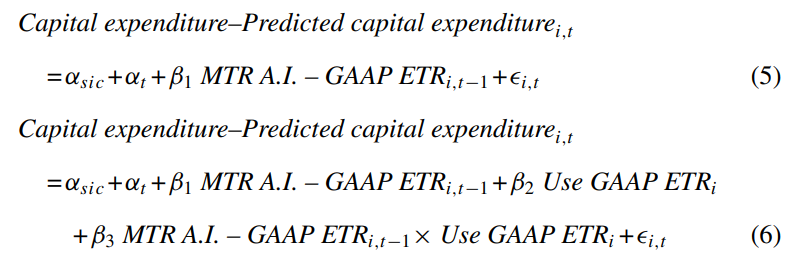 Capital expenditure–Predicted capital expenditure_{i,t}
=α_{sic}+α_t+β_1 MTR A.I. – GAAP ETR_{i,t−1}+ϵ_{i,t} (5)
Capital expenditure–Predicted capital expenditure_{i,t}
=α_{sic}+α_t+β_1 MTR A.I. – GAAP ETR_{i,t−1}+β_2 Use GAAP ETR_i
+β_3 MTR A.I. – GAAP ETR_{i,t−1}× Use GAAP ETR_i+ϵ_{i,t} (6)